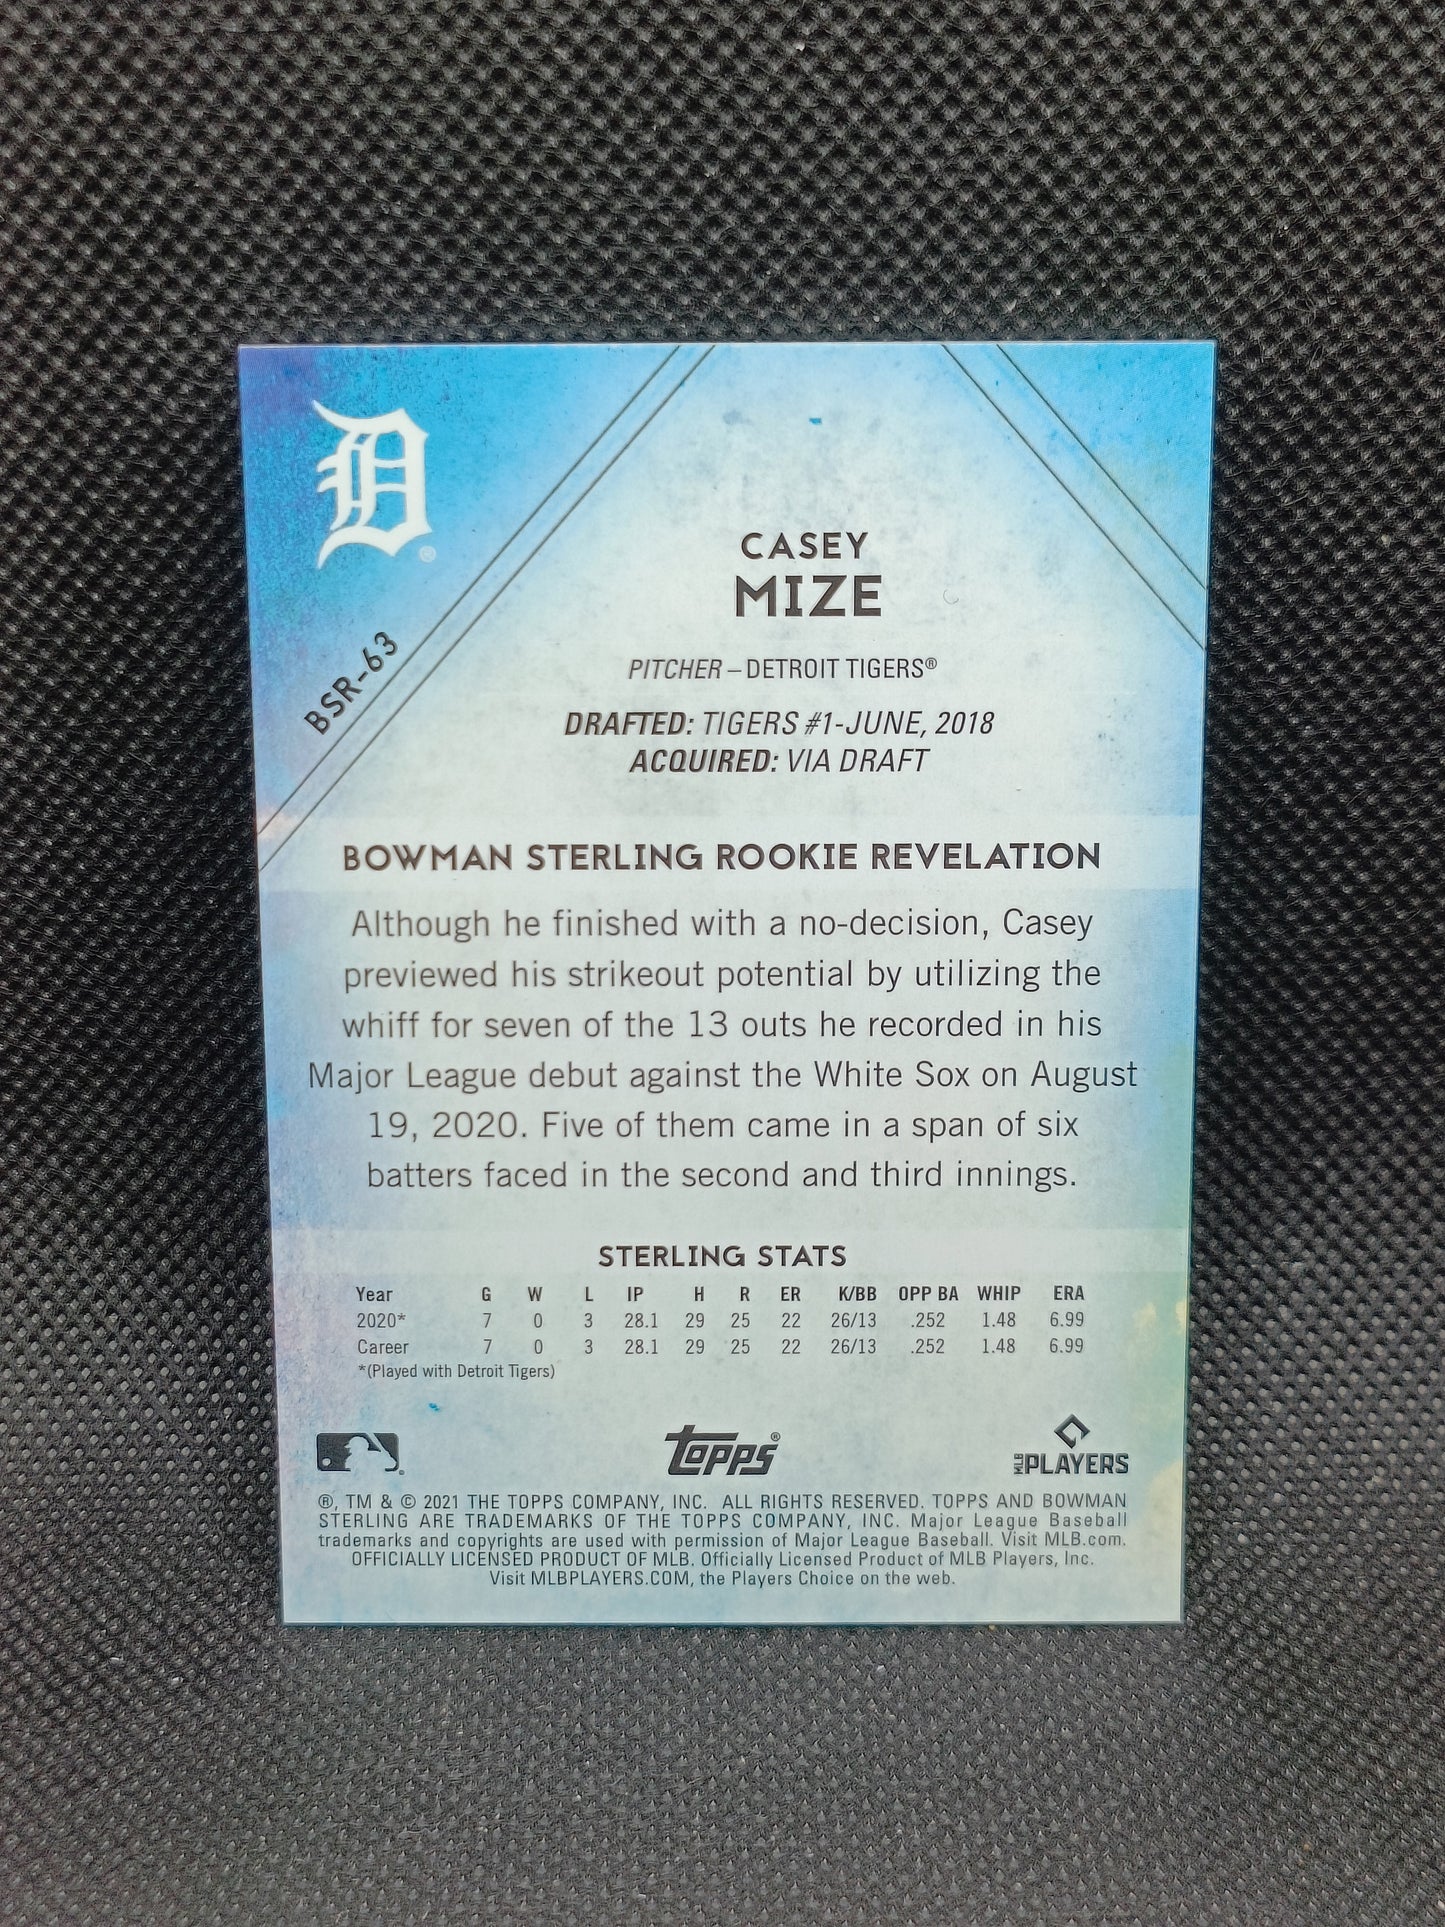 D®
BSR-63
CASEY
MIZE
PITCHER – DETROIT TIGERS®
DRAFTED: TIGERS #1-JUNE, 2018
ACQUIRED: VIA DRAFT
BOWMAN STERLING ROOKIE REVELATION
Although he finished with a no-decision, Casey
previewed his strikeout potential by utilizing the
whiff for seven of the 13 outs he recorded in his
Major League debut against the White Sox on August
19, 2020. Five of them came in a span of six
batters faced in the second and third innings.
STERLING STATS
Year G W L IP H R ER K/BB OPP BA WHIP ERA
2020* 7 0 3 28.1 29 25 22 26/13 .252 1.48 6.99
Career 7 0 3 28.1 29 25 22 26/13 .252 1.48 6.99
*(Played with Detroit Tigers)
topps®
MLB PLAYERS
®, TM & © 2021 THE TOPPS COMPANY, INC. ALL RIGHTS RESERVED. TOPPS AND BOWMAN
STERLING ARE TRADEMARKS OF THE TOPPS COMPANY, INC. Major League Baseball
trademarks and copyrights are used with permission of Major League Baseball. Visit MLB.com.
OFFICIALLY LICENSED PRODUCT OF MLB. Officially Licensed Product of MLB Players, Inc.
Visit MLBPLAYERS.COM, the Players Choice on the web.